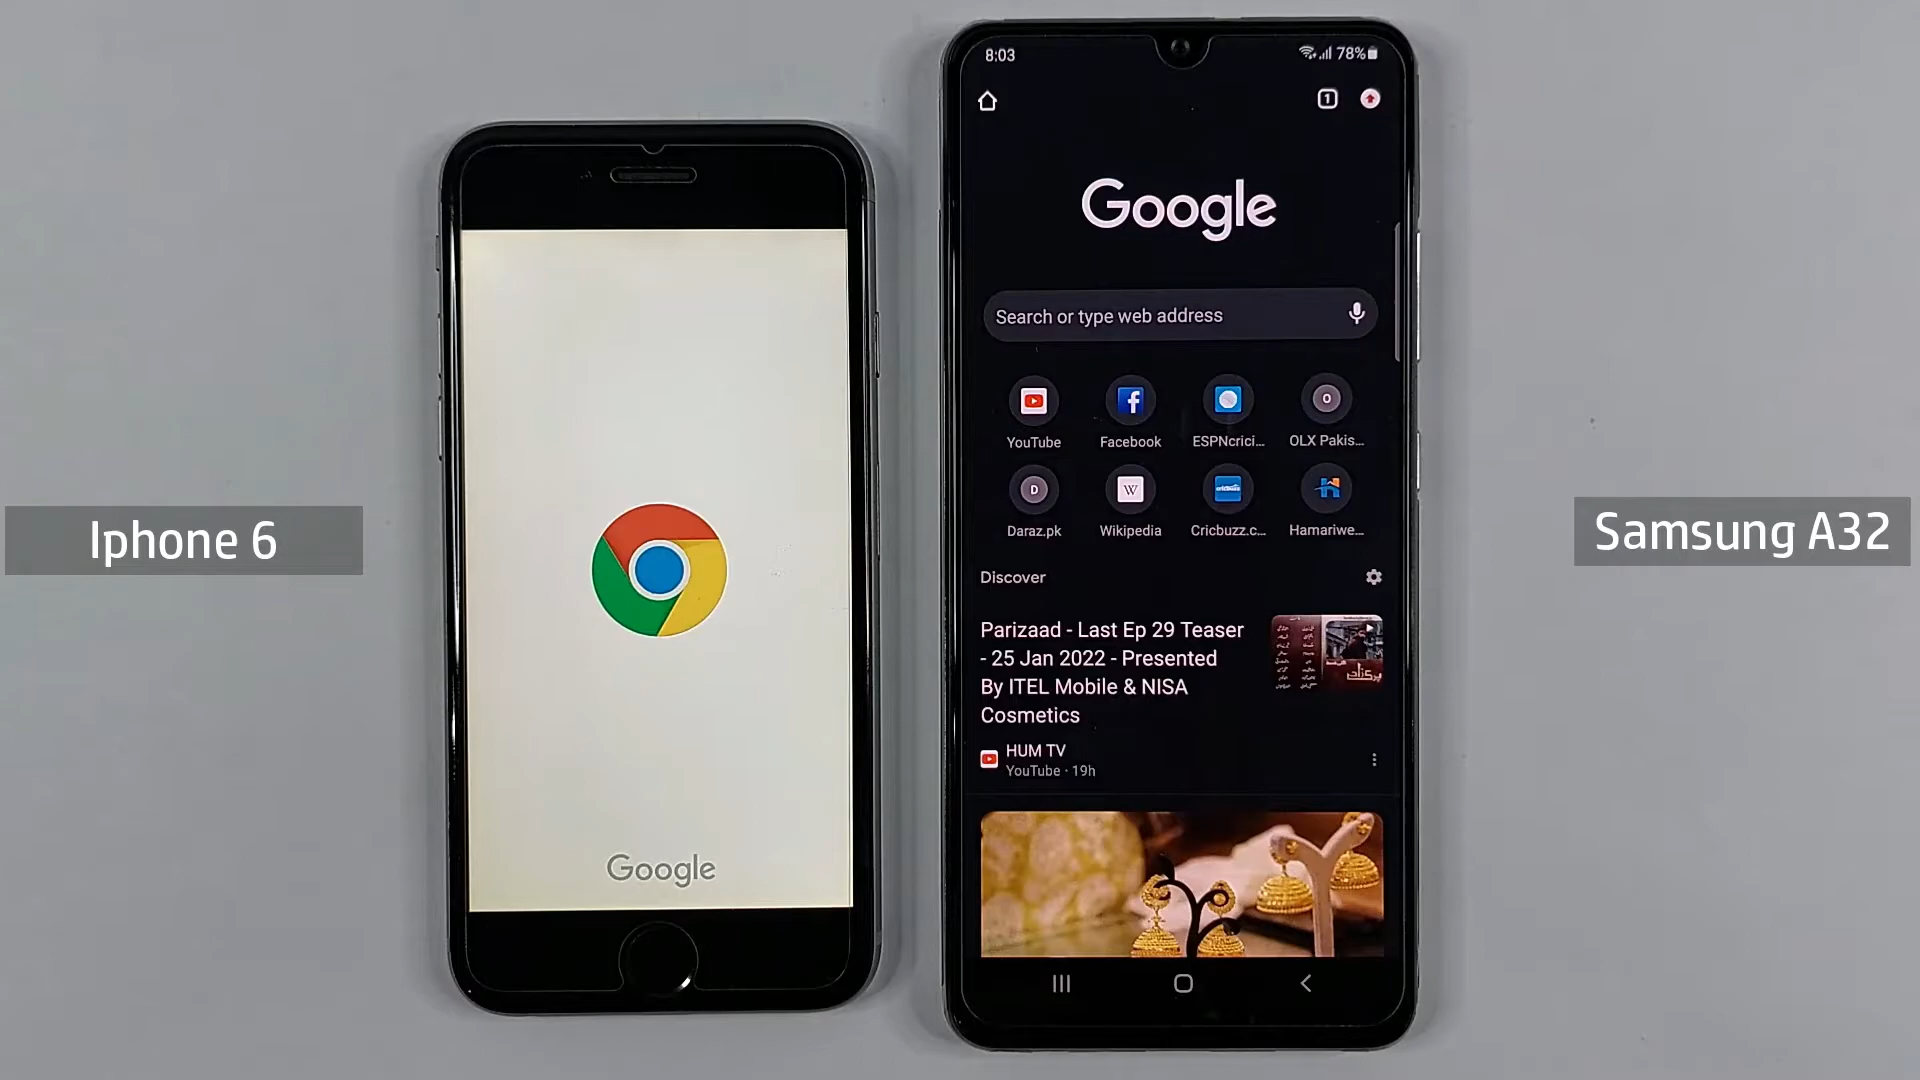 8:03
78%
1
Google
Search or type web address
YouTube
Facebook
ESPNcrici...
O
OLX Pakis...
D
Daraz.pk
W
Wikipedia
Cricbuzz.c...
Hamariwe...
Iphone 6
Samsung A32
Discover
Parizaad - Last Ep 29 Teaser
- 25 Jan 2022 - Presented
By ITEL Mobile & NISA
Cosmetics
HUM TV
YouTube · 19h
Google